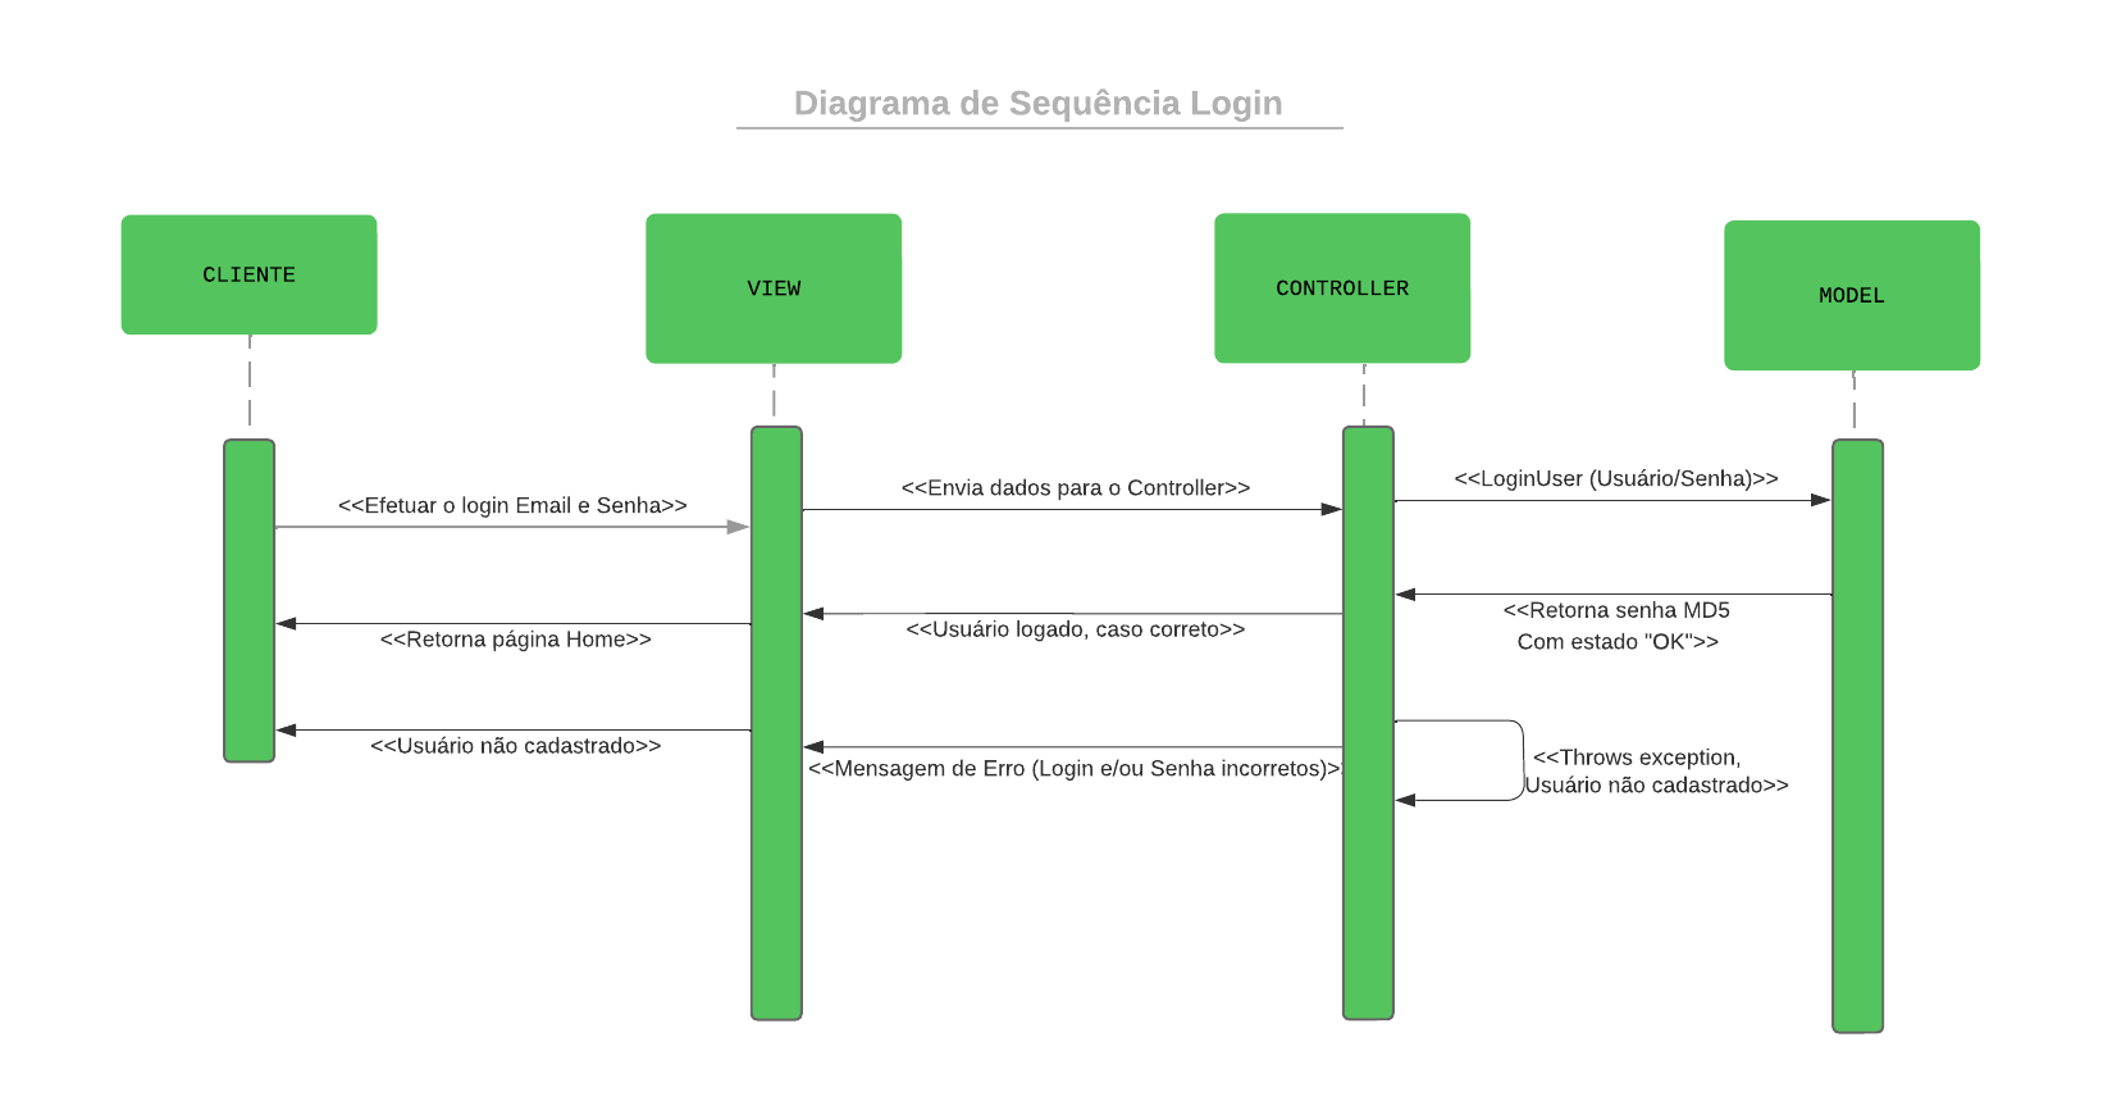 Diagrama de Sequência Login
CLIENTE
VIEW
CONTROLLER
MODEL
<<Efetuar o login Email e Senha>>
<<Envia dados para o Controller>>
<<LoginUser (Usuário/Senha)>>
<<Retorna página Home>>
<<Usuário logado, caso correto>>
<<Retorna senha MD5
Com estado "OK">>
<<Usuário não cadastrado>>
<<Mensagem de Erro (Login e/ou Senha incorretos)>>
<<Throws exception,
Usuário não cadastrado>>